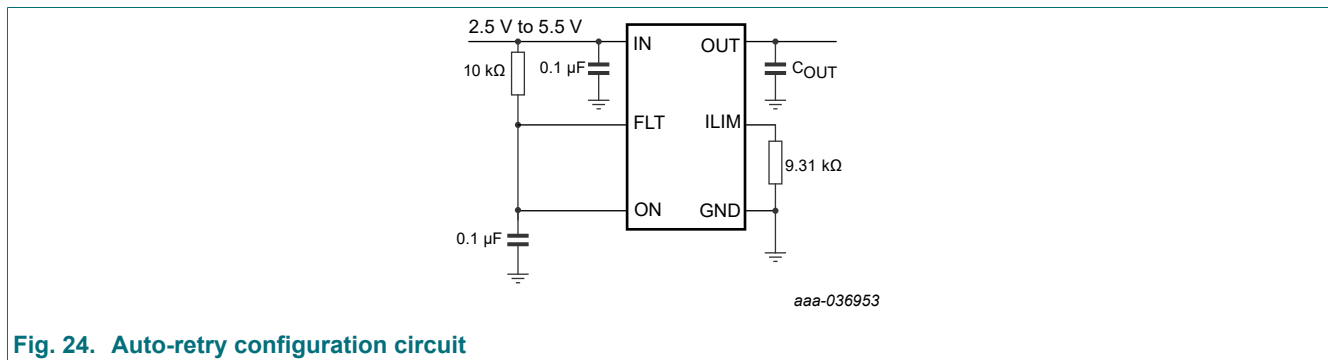 2.5 V to 5.5 V
IN
OUT
10 kΩ
0.1 µF
COUT
FLT
ILIM
9.31 kΩ
ON
GND
0.1 µF
aaa-036953
Fig. 24. Auto-retry configuration circuit